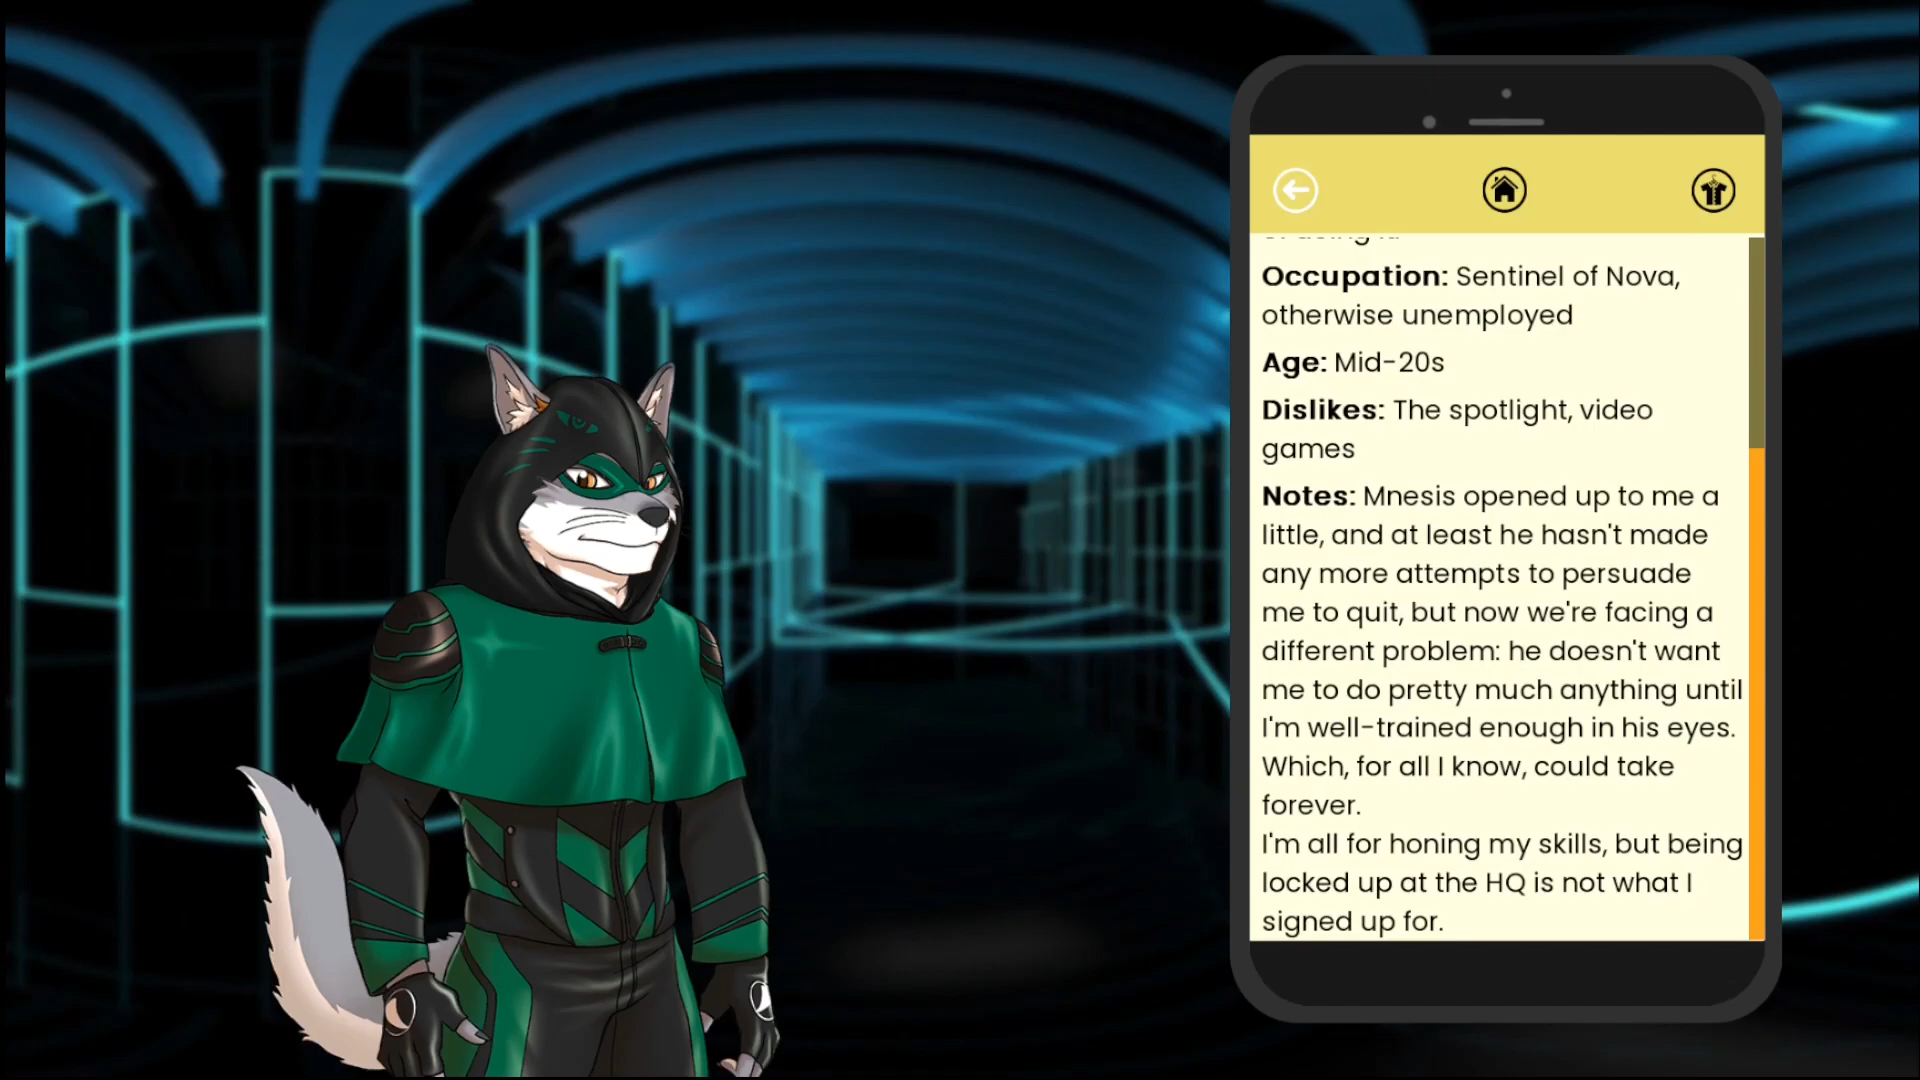 Occupation: Sentinel of Nova,
otherwise unemployed
Age: Mid-20s
Dislikes: The spotlight, video
games
Notes: Mnesis opened up to me a
little, and at least he hasn't made
any more attempts to persuade
me to quit, but now we're facing a
different problem: he doesn't want
me to do pretty much anything until
I'm well-trained enough in his eyes.
Which, for all I know, could take
forever.
I'm all for honing my skills, but being
locked up at the HQ is not what I
signed up for.